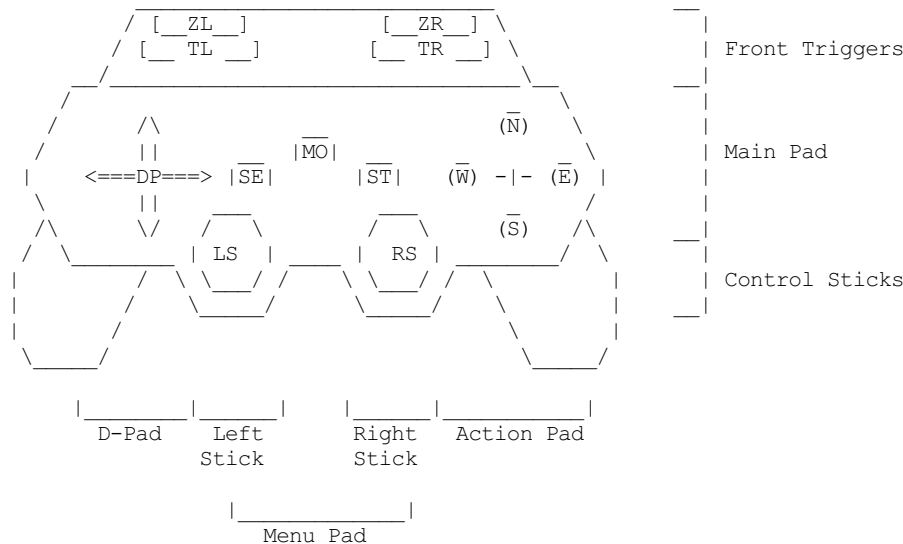 [__ZL__] [__ZR__]
[__ TL __] [__ TR __] Front Triggers
(N)
|MO| Main Pad
<===DP===> |SE| |ST| (W) -|- (E)
(S)
LS RS
Control Sticks
D-Pad Left Right Action Pad
Stick Stick
Menu Pad